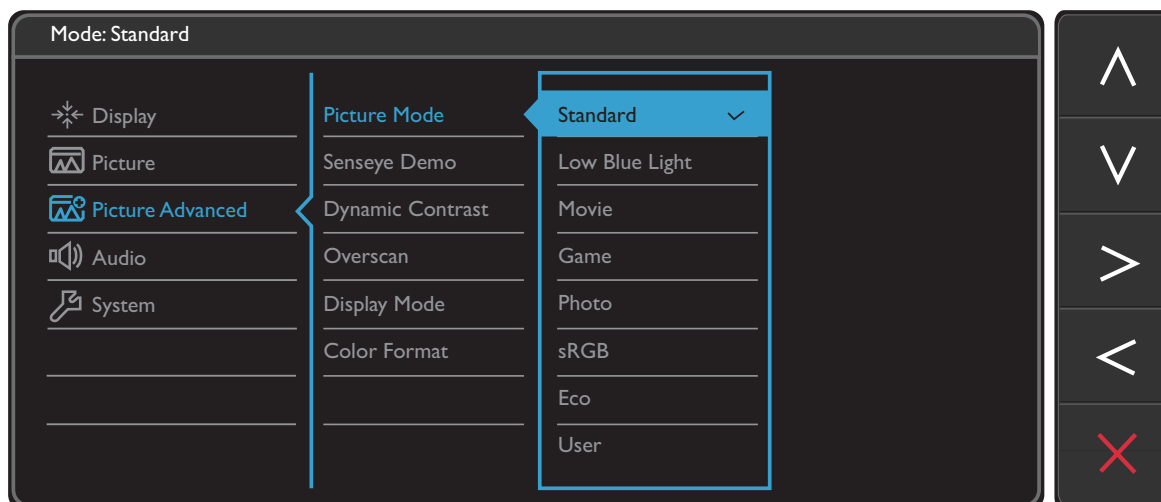 Mode: Standard
Display
Picture
Picture Advanced
Audio
System
Picture Mode
Senseye Demo
Dynamic Contrast
Overscan
Display Mode
Color Format
Standard
Low Blue Light
Movie
Game
Photo
sRGB
Eco
User